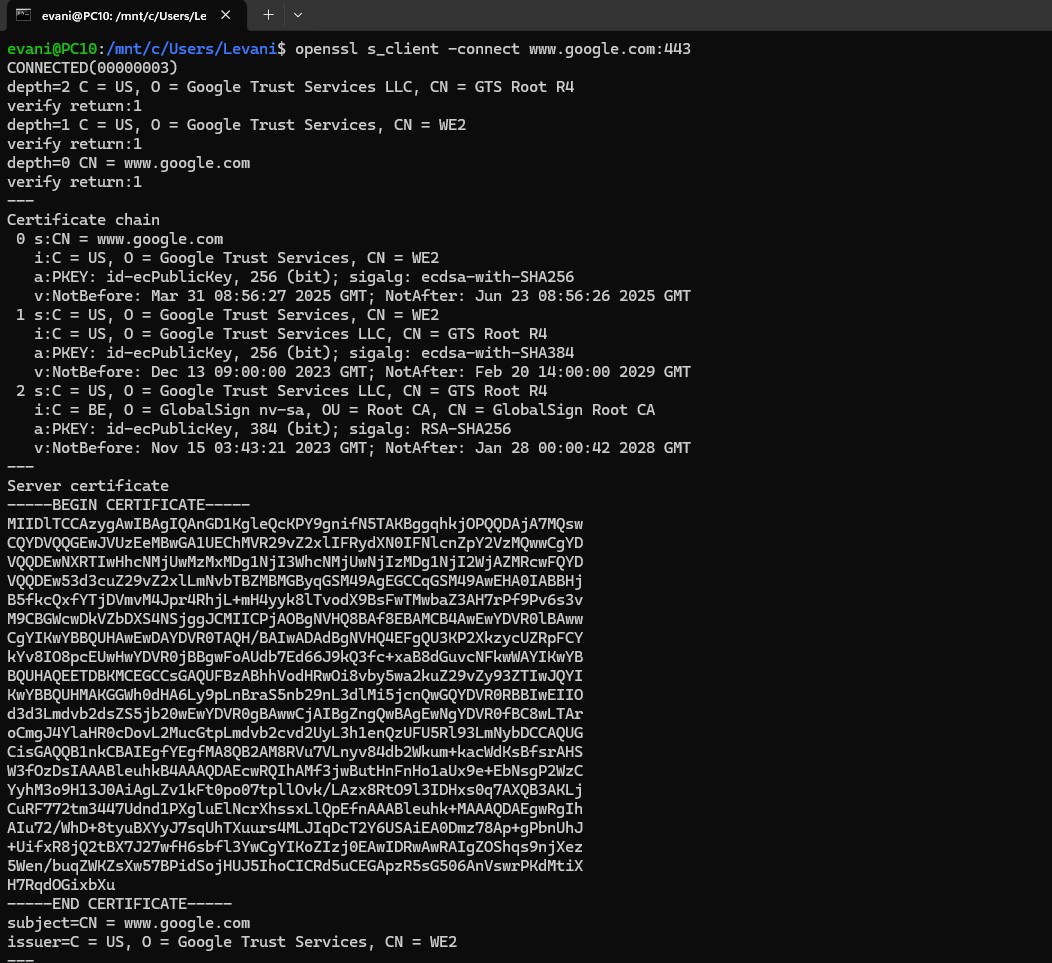 evani@PC10: /mnt/c/Users/Le
evani@PC10:/mnt/c/Users/Levani$ openssl s_client -connect www.google.com:443
CONNECTED(00000003)
depth=2 C = US, O = Google Trust Services LLC, CN = GTS Root R4
verify return:1
depth=1 C = US, O = Google Trust Services, CN = WE2
verify return:1
depth=0 CN = www.google.com
verify return:1
---
Certificate chain
 0 s:CN = www.google.com
   i:C = US, O = Google Trust Services, CN = WE2
   a:PKEY: id-ecPublicKey, 256 (bit); sigalg: ecdsa-with-SHA256
   v:NotBefore: Mar 31 08:56:27 2025 GMT; NotAfter: Jun 23 08:56:26 2025 GMT
 1 s:C = US, O = Google Trust Services, CN = WE2
   i:C = US, O = Google Trust Services LLC, CN = GTS Root R4
   a:PKEY: id-ecPublicKey, 256 (bit); sigalg: ecdsa-with-SHA384
   v:NotBefore: Dec 13 09:00:00 2023 GMT; NotAfter: Feb 20 14:00:00 2029 GMT
 2 s:C = US, O = Google Trust Services LLC, CN = GTS Root R4
   i:C = BE, O = GlobalSign nv-sa, OU = Root CA, CN = GlobalSign Root CA
   a:PKEY: id-ecPublicKey, 384 (bit); sigalg: RSA-SHA256
   v:NotBefore: Nov 15 03:43:21 2023 GMT; NotAfter: Jan 28 00:00:42 2028 GMT
---
Server certificate
-----BEGIN CERTIFICATE-----
MIIDlTCCAzygAwIBAgIQAnGD1KgleQcKPY9gnifN5TAKBggqhkjOPQQDAjA7MQsw
CQYDVQQGEwJVUzEeMBwGA1UEChMVR29vZ2xlIFRydXN0IFNlcnZpY2VzMQwwCgYD
VQQDEwNXRTIwHhcNMjUwMzMxMDg1NjI3WhcNMjUwNjIzMDg1NjI2WjAZMRcwFQYD
VQQDEw53d3cuZ29vZ2xlLmNvbTBZMBMGByqGSM49AgEGCCqGSM49AwEHA0IABBHj
B5fkcQxfYTjDVmvM4Jpr4RhjL+mH4yyk8lTvodX9BsFwTMwbaZ3AH7rPf9Pv6s3v
M9CBGWcwDkVZbDXS4NSjggJCMIICPjAOBgNVHQ8BAf8EBAMCB4AwEwYDVR0lBAww
CgYIKwYBBQUHAwEwDAYDVR0TAQH/BAIwADAdBgNVHQ4EFgQU3KP2XkzycUZRpFCY
kYv8IO8pcEUwHwYDVR0jBBgwFoAUdb7Ed66J9kQ3fc+xaB8dGuvcNFkwWAYIKwYB
BQUHAQEETDBKMCEGCCsGAQUFBzABhhVodHRwOi8vby5wa2kuZ29vZy93ZTIwJQYI
KwYBBQUHMAKGGWh0dHA6Ly9pLnBraS5nb29nL3dlMi5jcnQwGQYDVR0RBBIwEIIO
d3d3Lmdvb2dsZS5jb20wEwYDVR0gBAwwCjAIBgZngQwBAgEwNgYDVR0fBC8wLTAr
oCmgJ4YlaHR0cDovL2MucGtpLmdvb2cvd2UyL3h1enQzUFU5Rl93LmNybDCCAQUG
CisGAQQB1nkCBAIEgfYEgfMA8QB2AM8RVu7VLnyv84db2Wkum+kacWdKsBfsrAHS
W3fOzDsIAAABleuhkB4AAAQDAEcwRQIhAMf3jwButHnFnHo1aUx9e+EbNsgP2WzC
YyhM3o9H13J0AiAgLZv1kFt0po07tpllOvk/LAzx8RtO9l3IDHxs0q7AXQB3AKLj
CuRF772tm3447Udnd1PXgluElNcrXhssxLlQpEfnAAABleuhk+MAAAQDAEgwRgIh
AIu72/WhD+8tyuBXYyJ7sqUhTXuurs4MLJIqDcT2Y6USAiEA0Dmz78Ap+gPbnUhJ
+UifxR8jQ2tBX7J27wfH6sbfl3YwCgYIKoZIzj0EAwIDRwAwRAIgZOShqs9njXez
5Wen/buqZWKZsXw57BPidSojHUJ5IhoCICRd5uCEGApzR5sG506AnVswrPKdMtiX
H7RqdOGixbXu
-----END CERTIFICATE-----
subject=CN = www.google.com
issuer=C = US, O = Google Trust Services, CN = WE2
---